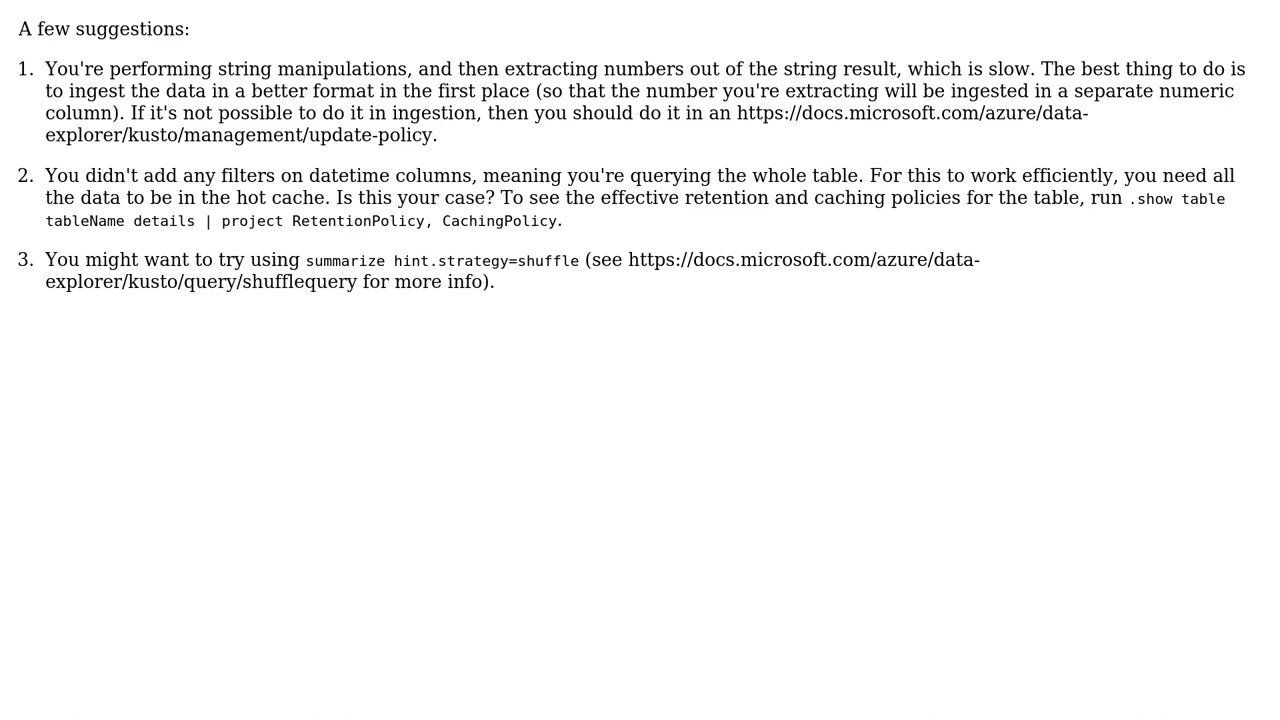 A few suggestions:
1. You're performing string manipulations, and then extracting numbers out of the string result, which is slow. The best thing to do is
to ingest the data in a better format in the first place (so that the number you're extracting will be ingested in a separate numeric
column). If it's not possible to do it in ingestion, then you should do it in an https://docs.microsoft.com/azure/data-
explorer/kusto/management/update-policy.
2. You didn't add any filters on datetime columns, meaning you're querying the whole table. For this to work efficiently, you need all
the data to be in the hot cache. Is this your case? To see the effective retention and caching policies for the table, run .show table
tableName details | project RetentionPolicy, CachingPolicy.
3. You might want to try using summarize hint.strategy=shuffle (see https://docs.microsoft.com/azure/data-
explorer/kusto/query/shufflequery for more info).